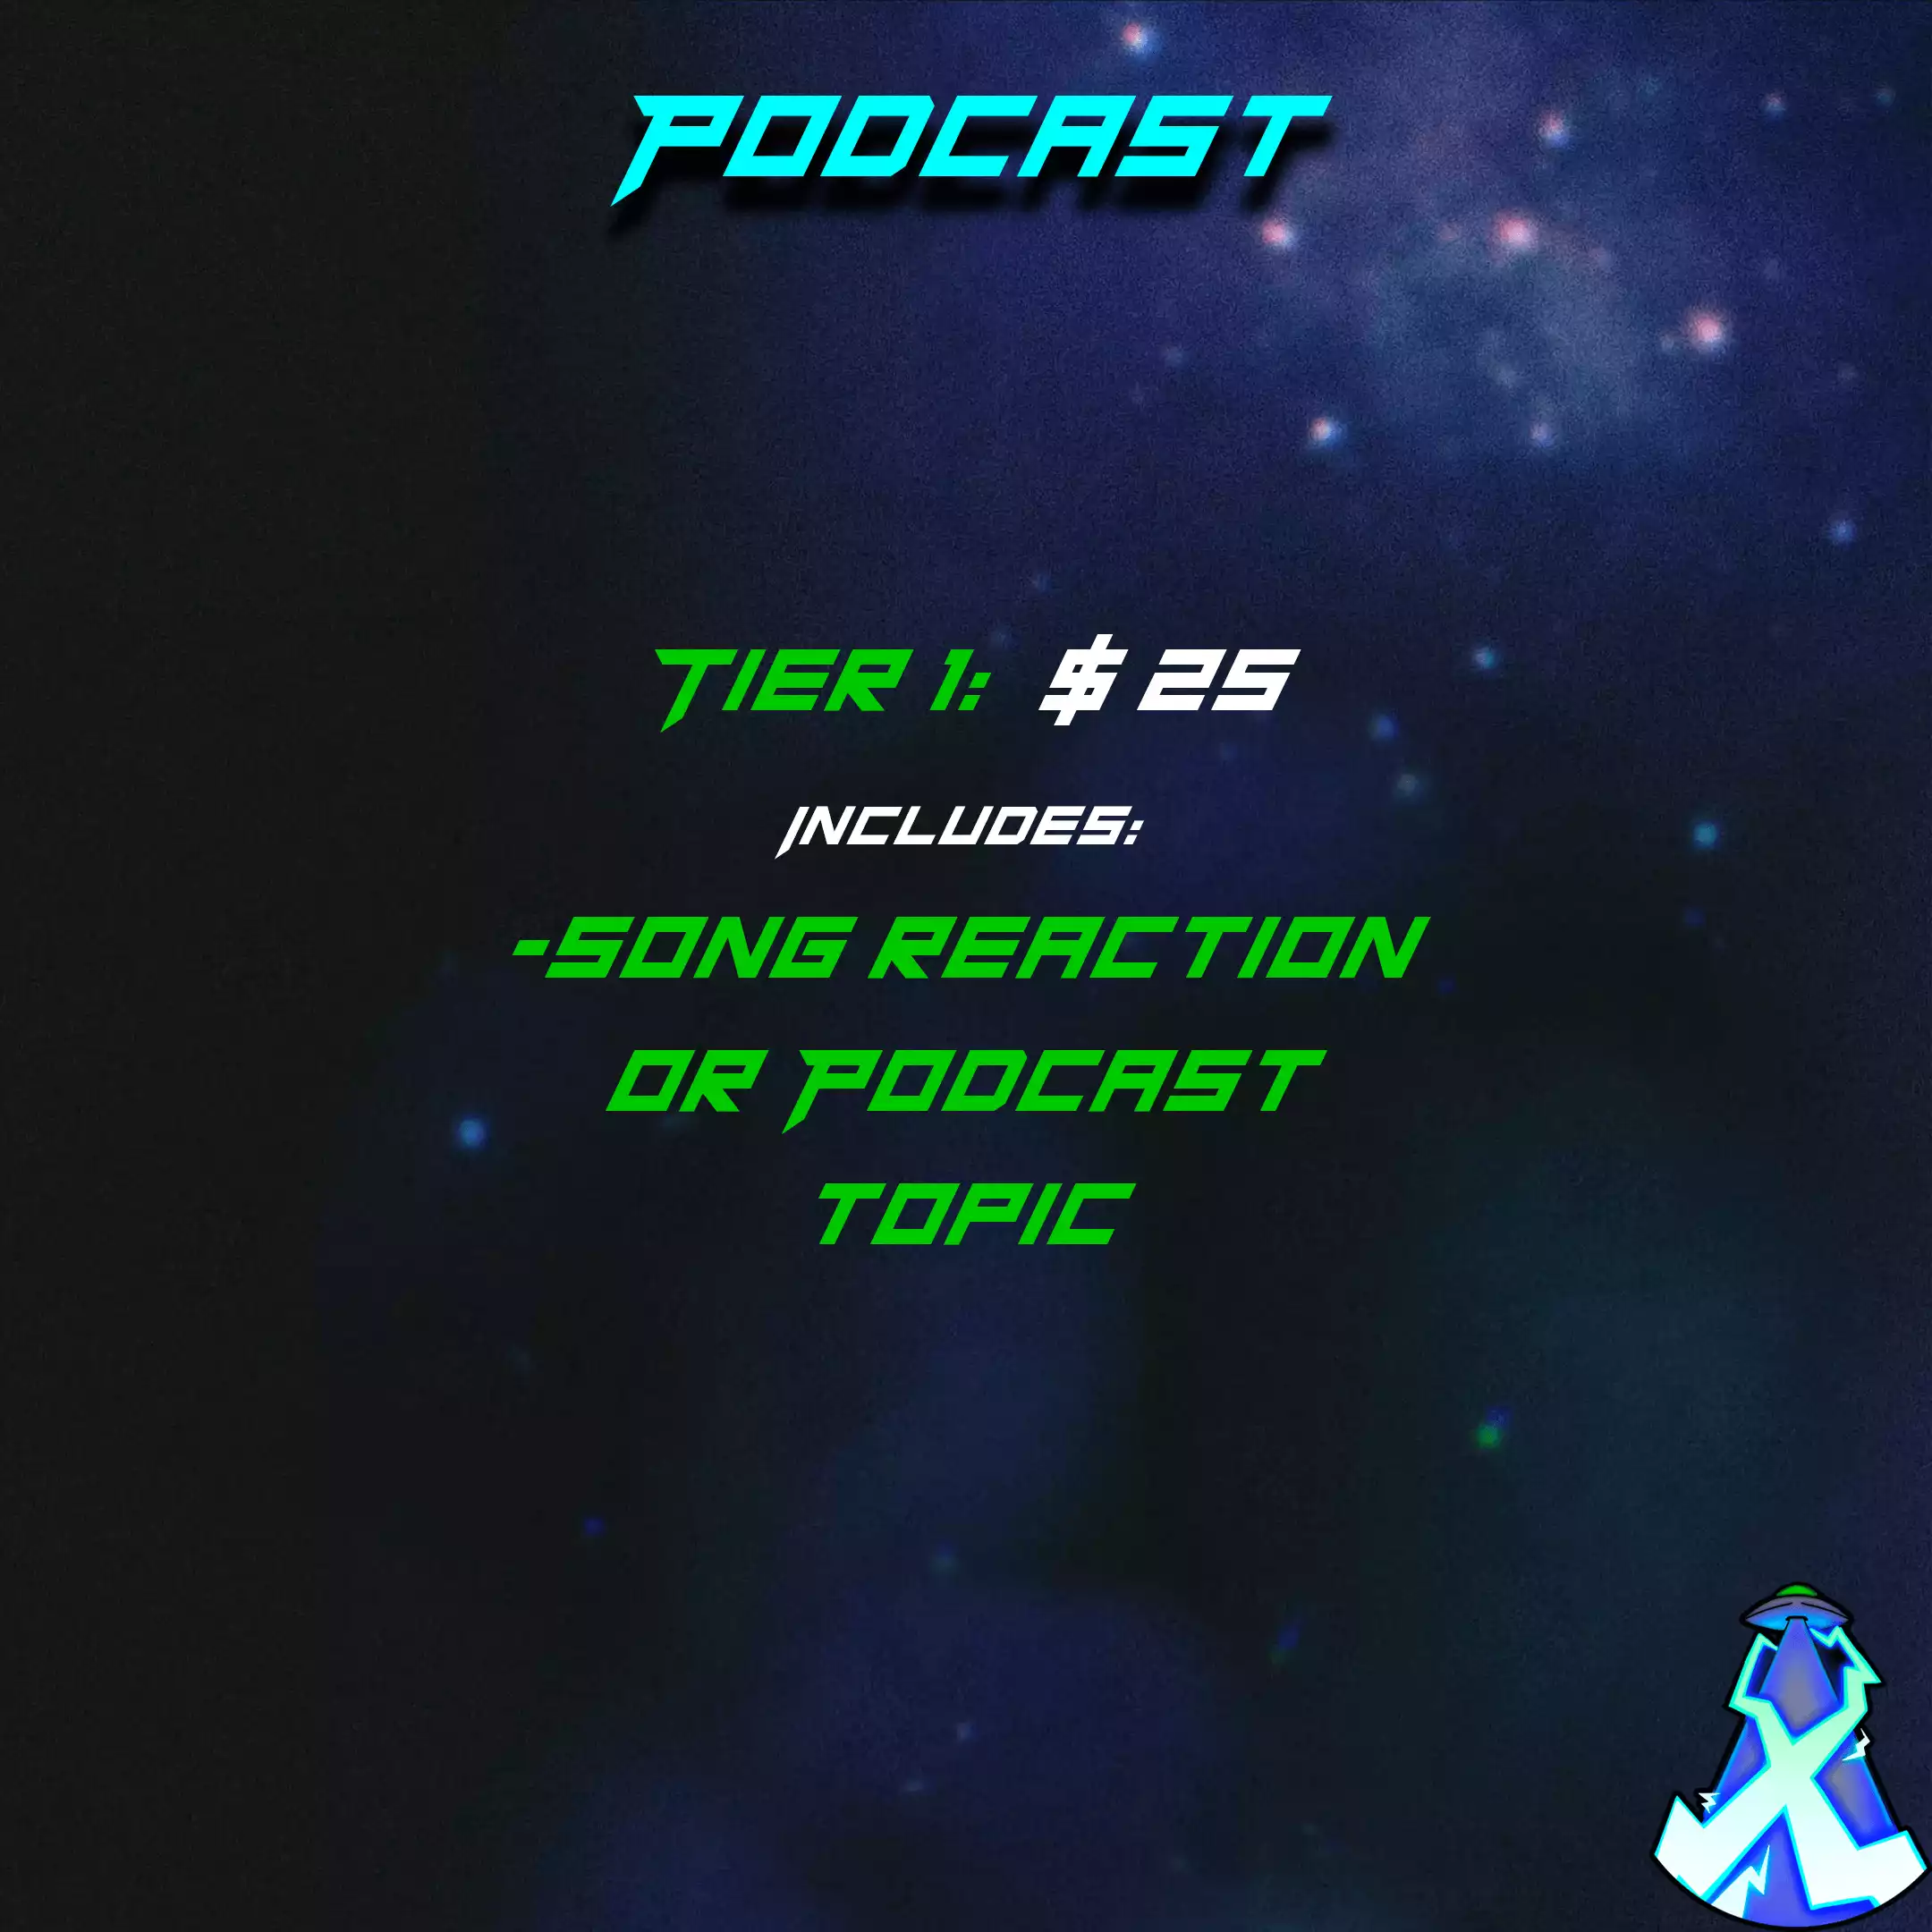 Podcast
Tier 1: $ 25
Includes:
-song reaction
or Podcast
topic